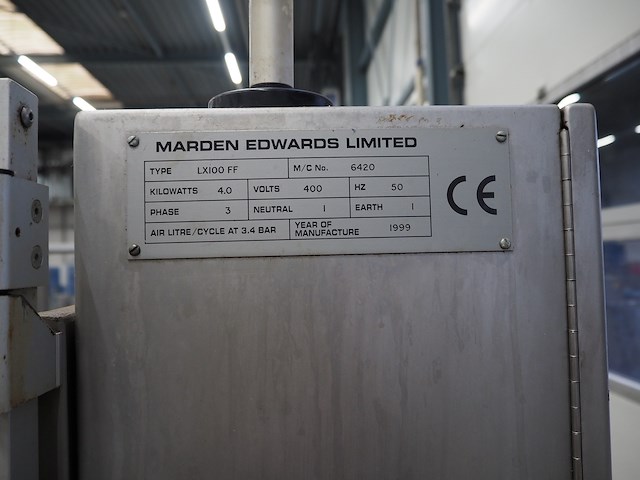 MARDEN EDWARDS LIMITED
TYPE LX100 FF M/C No. 6420
KILOWATTS 4.0 VOLTS 400 HZ 50
PHASE 3 NEUTRAL 1 EARTH 1
AIR LITRE/CYCLE AT 3.4 BAR YEAR OF MANUFACTURE 1999
CE